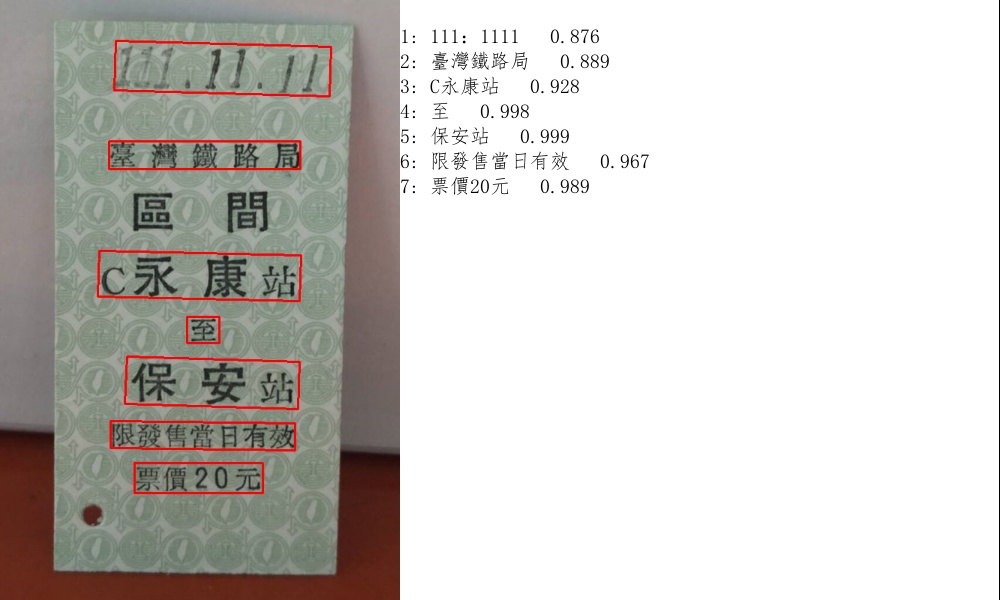 111.11.11
臺灣鐵路局
區間
C永康站
至
保安站
限發售當日有效
票價20元
1: 111: 1111 0.876
2: 臺灣鐵路局 0.889
3: C永康站 0.928
4: 至 0.998
5: 保安站 0.999
6: 限發售當日有效 0.967
7: 票價20元 0.989